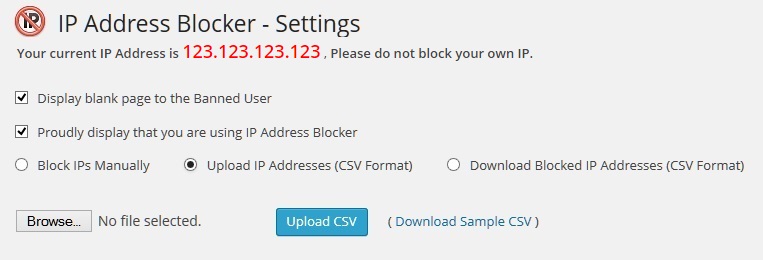 IP
IP Address Blocker - Settings
Your current IP Address is 123.123.123.123 , Please do not block your own IP.
Display blank page to the Banned User
Proudly display that you are using IP Address Blocker
Block IPs Manually Upload IP Addresses (CSV Format) Download Blocked IP Addresses (CSV Format)
Browse... No file selected. Upload CSV ( Download Sample CSV )